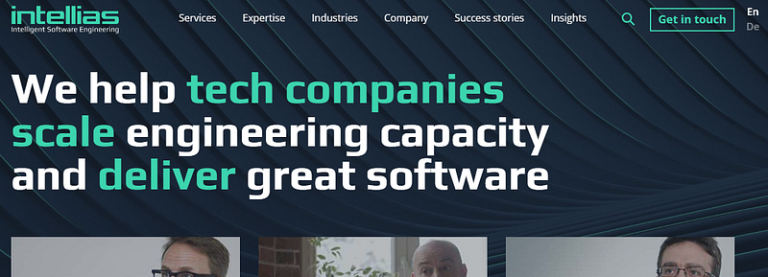 intellias
Intelligent Software Engineering
Services Expertise Industries Company Success stories Insights Get in touch En
De
We help tech companies
scale engineering capacity
and deliver great software